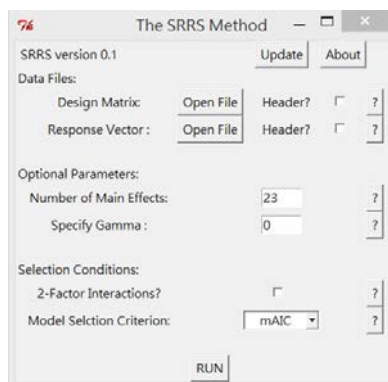 The SRRS Method
SRRS version 0.1 Update About
Data Files:
Design Matrix: Open File Header? ?
Response Vector : Open File Header? ?
Optional Parameters:
Number of Main Effects: 23 ?
Specify Gamma : 0 ?
Selection Conditions:
2-Factor Interactions? ?
Model Selction Criterion: mAIC ?
RUN